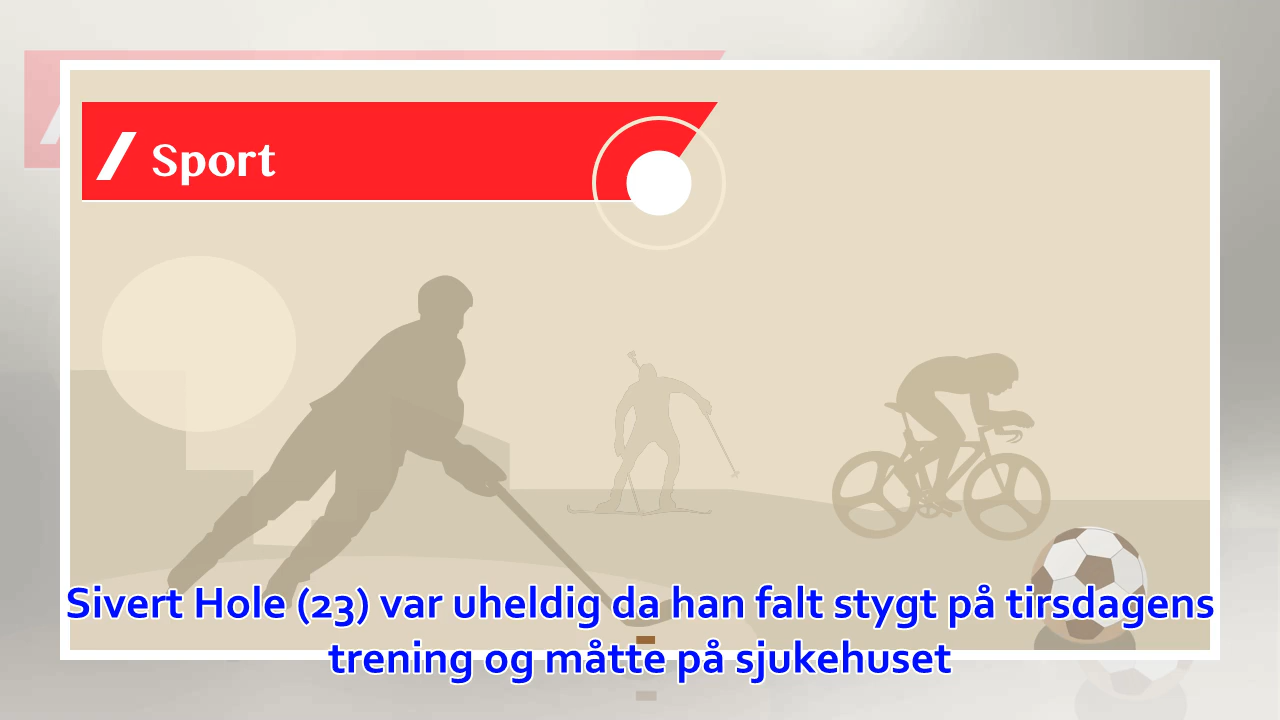 Sport
Sivert Hole (23) var uheldig da han falt stygt på tirsdagens
trening og måtte på sjukehuset